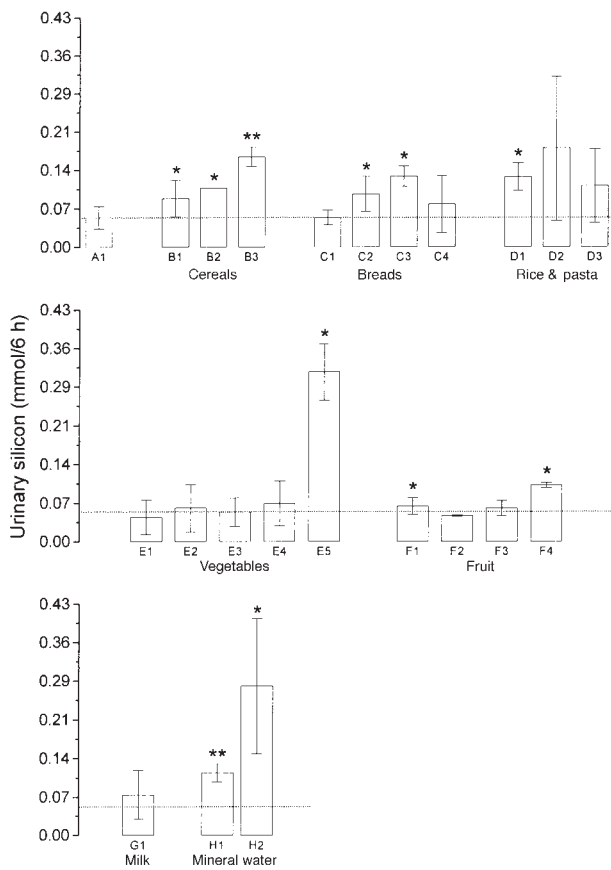 0.43
0.36
0.29
0.21
0.14
0.07
0.00
* * ** * * *
A1 B1 B2 B3 C1 C2 C3 C4 D1 D2 D3
Cereals Breads Rice & pasta
Urinary silicon (mmol/6 h)
0.43
0.36
0.29
0.21
0.14
0.07
0.00
* * *
E1 E2 E3 E4 E5 F1 F2 F3 F4
Vegetables Fruit
0.43
0.36
0.29
0.21
0.14
0.07
0.00
** *
G1 H1 H2
Milk Mineral water